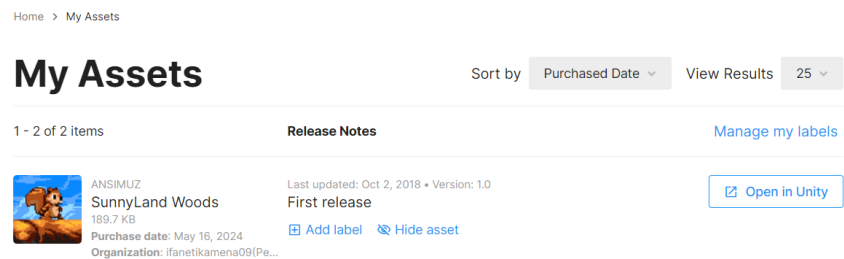 Home > My Assets
My Assets
Sort by Purchased Date View Results 25
1 - 2 of 2 items Release Notes Manage my labels
ANSIMUZ Last updated: Oct 2, 2018 • Version: 1.0
SunnyLand Woods First release Open in Unity
189.7 KB
Add label Hide asset
Purchase date: May 16, 2024
Organization: ifanetikamena09(Pe...